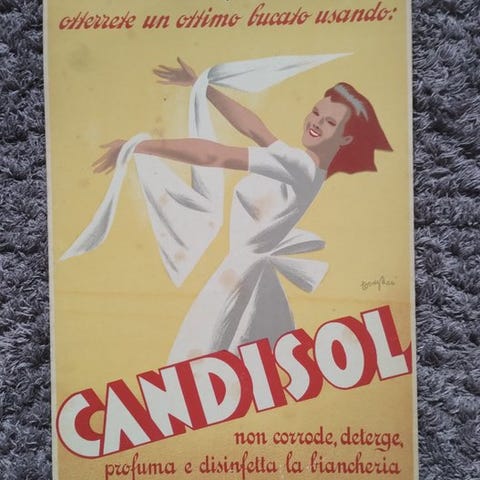 otterrete un ottimo bucato usando:
CANDISOL
non corrode, deterge,
profuma e disinfetta la biancheria